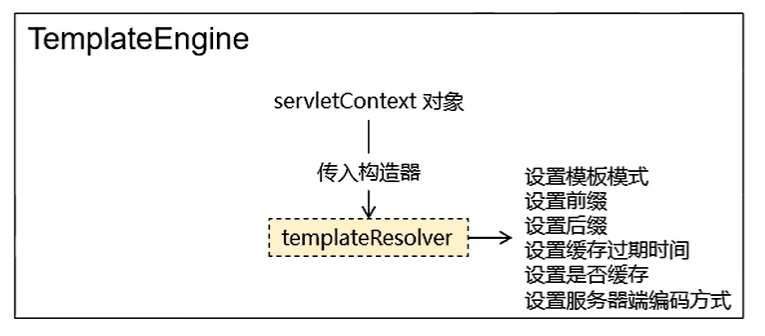 TemplateEngine
servletContext 对象
传入构造器
templateResolver
设置模板模式
设置前缀
设置后缀
设置缓存过期时间
设置是否缓存
设置服务器端编码方式